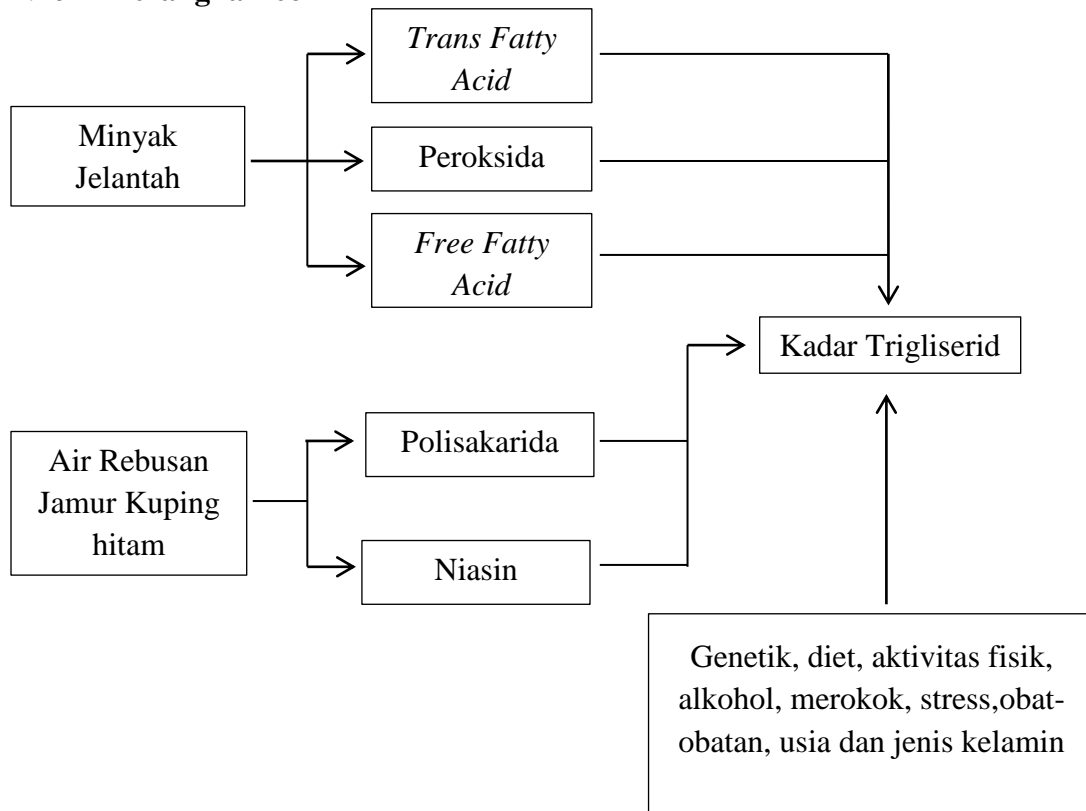 Trans Fatty
Acid
Minyak
Jelantah
Peroksida
Free Fatty
Acid
Kadar Trigliserid
Polisakarida
Air Rebusan
Jamur Kuping
hitam
Niasin
Genetik, diet, aktivitas fisik,
alkohol, merokok, stress,obat-
obatan, usia dan jenis kelamin